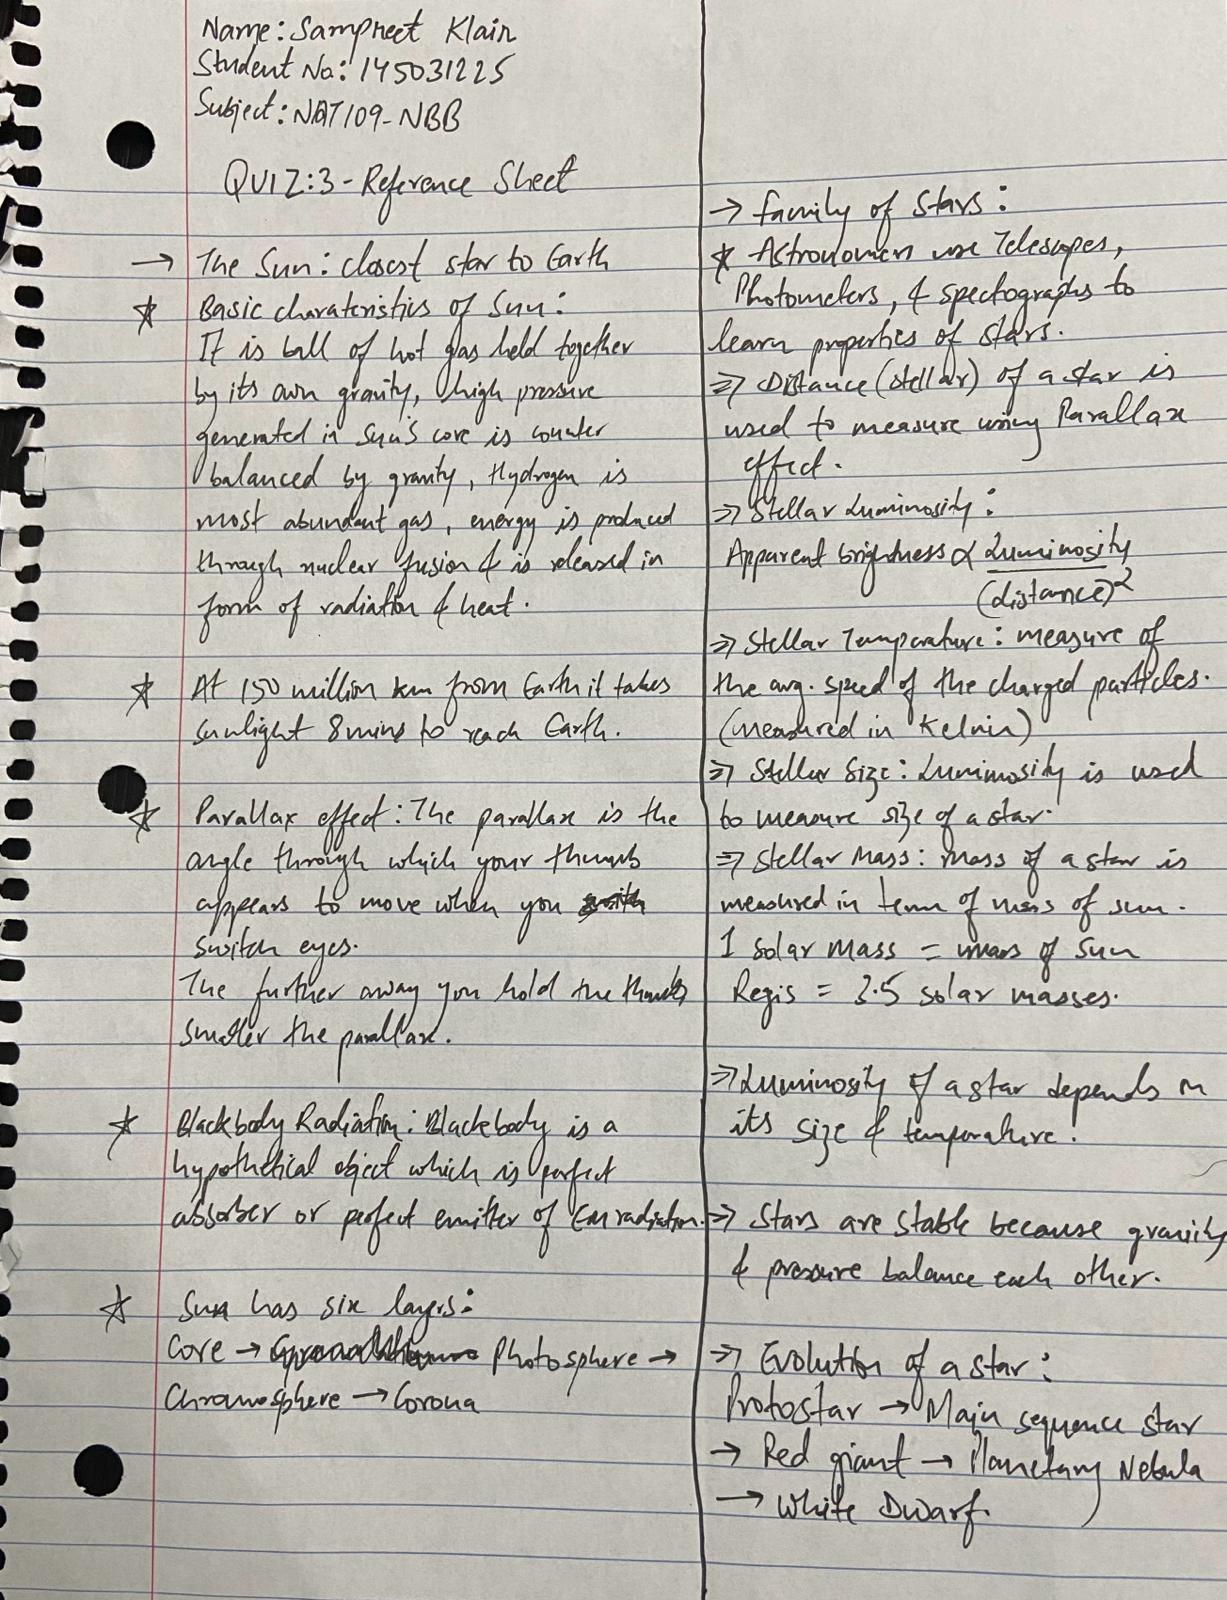 Name: Sampreet Klair
Student No.: 145031225
Subject: NAT109-NBB
QUIZ:3 - Reference Sheet
→ The Sun: closest star to Earth
★ Basic charateristics of Sun:
It is ball of hot gas held together
by its own gravity, high pressure
generated in Sun's core is counter
balanced by gravity, Hydrogen is
most abundent gas, energy is produced
through nuclear fusion & is released in
form of radiation & heat.
★ At 150 million km from Earth it takes
sunlight 8 mins to reach Earth.
★ Parallax effect: The parallax is the
angle through which your thumb
appears to move when you
switch eyes.
The further away you hold the thumb,
smaller the parallax.
★ Blackbody Radiation: Blackbody is a
hypothetical object which is perfect
absorber or perfect emitter of EM radiation.
★ Sun has six layers:
Core → Photosphere →
Chromosphere → Corona
→ Family of Stars:
★ Astronomers use Telescopes,
Photometers, & spectographs to
learn properties of stars.
⇒ Distance (stellar) of a star is
used to measure using Parallax
effect.
⇒ Stellar Luminosity:
Apparent brightness ∝ Luminosity
(distance)²
⇒ Stellar Temperature: measure of
the avg. speed of the charged particles.
(measured in Kelvin)
⇒ Stellar Size: Luminosity is used
to measure size of a star.
⇒ Stellar Mass: Mass of a star is
measured in term of mass of sun.
1 solar Mass = mass of Sun
Regis = 3.5 solar masses.
⇒ Luminosity of a star depends on
its size & temperature.
⇒ Stars are stable because gravity
& pressure balance each other.
⇒ Evolution of a star:
Protostar → Main sequence star
→ Red giant → Planetary Nebula
→ White Dwarf.